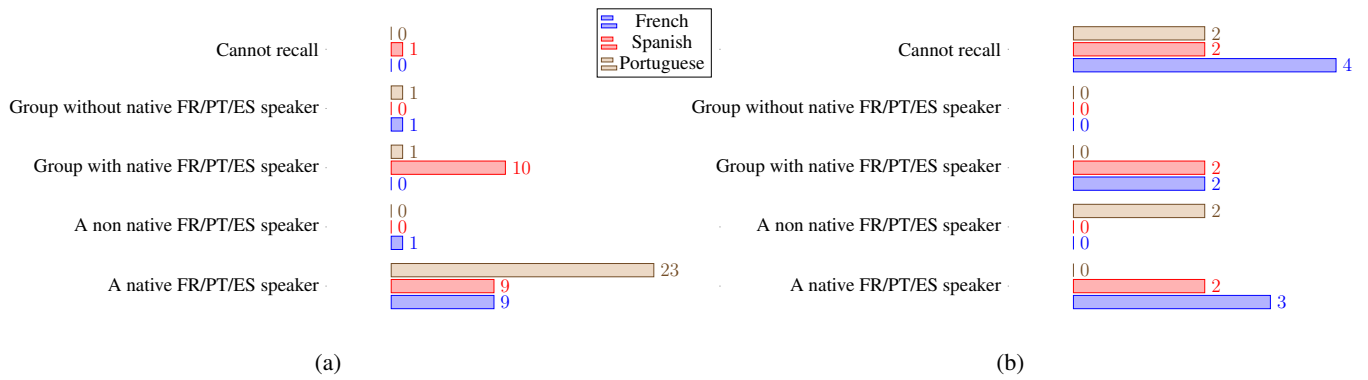 French
Spanish
Portuguese
Cannot recall
0
1
0
Group without native FR/PT/ES speaker
1
0
1
Group with native FR/PT/ES speaker
1
10
0
A non native FR/PT/ES speaker
0
0
1
A native FR/PT/ES speaker
23
9
9
(a)
Cannot recall
2
2
4
Group without native FR/PT/ES speaker
0
0
0
Group with native FR/PT/ES speaker
0
2
2
A non native FR/PT/ES speaker
2
0
0
A native FR/PT/ES speaker
0
2
3
(b)